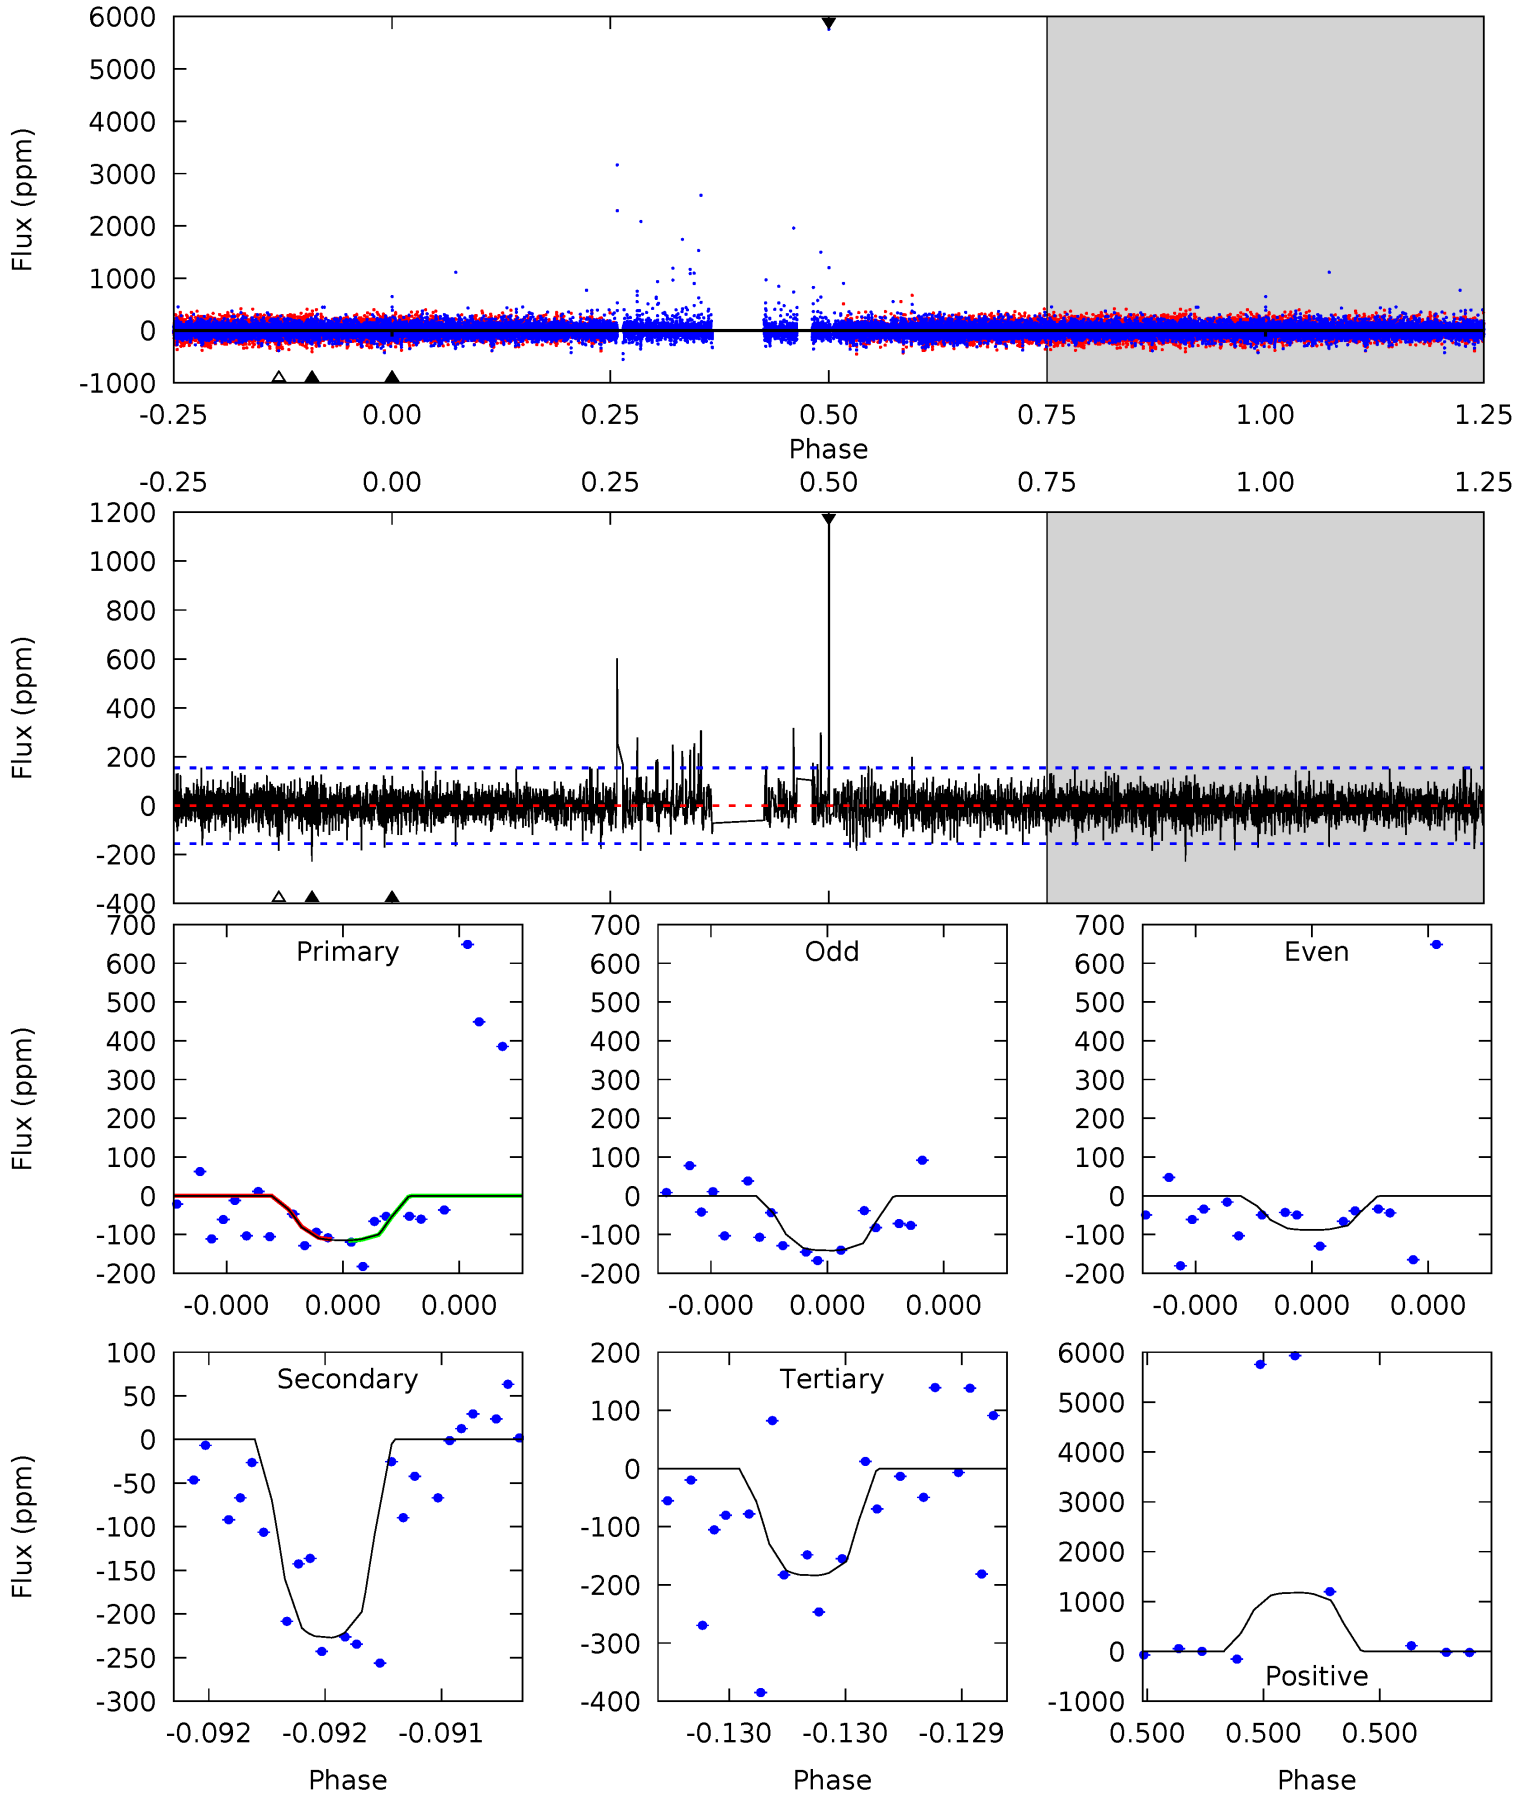 6000
5000
4000
3000
2000
1000
0
-1000
Flux (ppm)
-0.25 0.00 0.25 0.50 0.75 1.00 1.25
Phase
-0.25 0.00 0.25 0.50 0.75 1.00 1.25
1200
1000
800
600
400
200
0
-200
-400
Flux (ppm)
700 600 500 400 300 200 100 0 -100 -200
Flux (ppm)
Primary
-0.000 0.000 0.000
700 600 500 400 300 200 100 0 -100 -200
Odd
-0.000 0.000 0.000
700 600 500 400 300 200 100 0 -100 -200
Even
-0.000 0.000 0.000
100 50 0 -50 -100 -150 -200 -250 -300
Flux (ppm)
Secondary
-0.092 -0.092 -0.091
Phase
200 100 0 -100 -200 -300 -400
Tertiary
-0.130 -0.130 -0.129
Phase
6000 5000 4000 3000 2000 1000 0 -1000
Positive
0.500 0.500 0.500
Phase